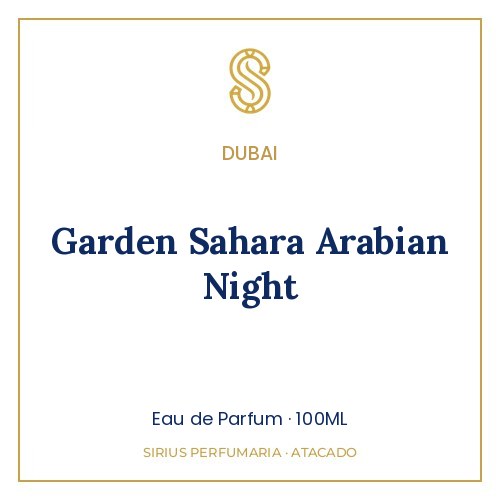 DUBAI
Garden Sahara Arabian
Night
Eau de Parfum · 100ML
SIRIUS PERFUMARIA · ATACADO